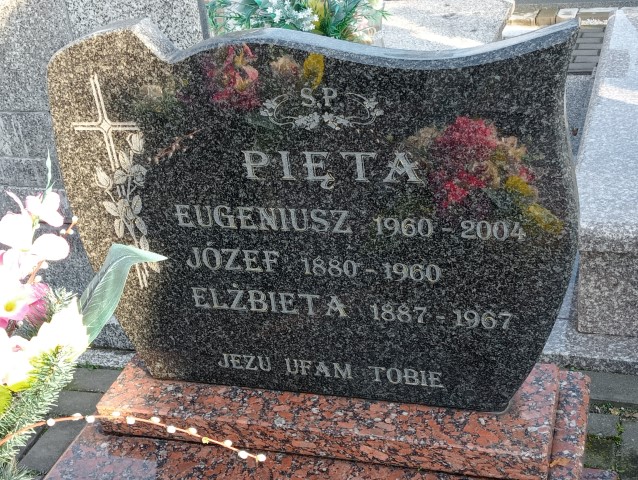 Ś.P.
PIĘTA
EUGENIUSZ 1960 - 2004
JÓZEF 1880 - 1960
ELŻBIETA 1887 - 1967
JEZU UFAM TOBIE